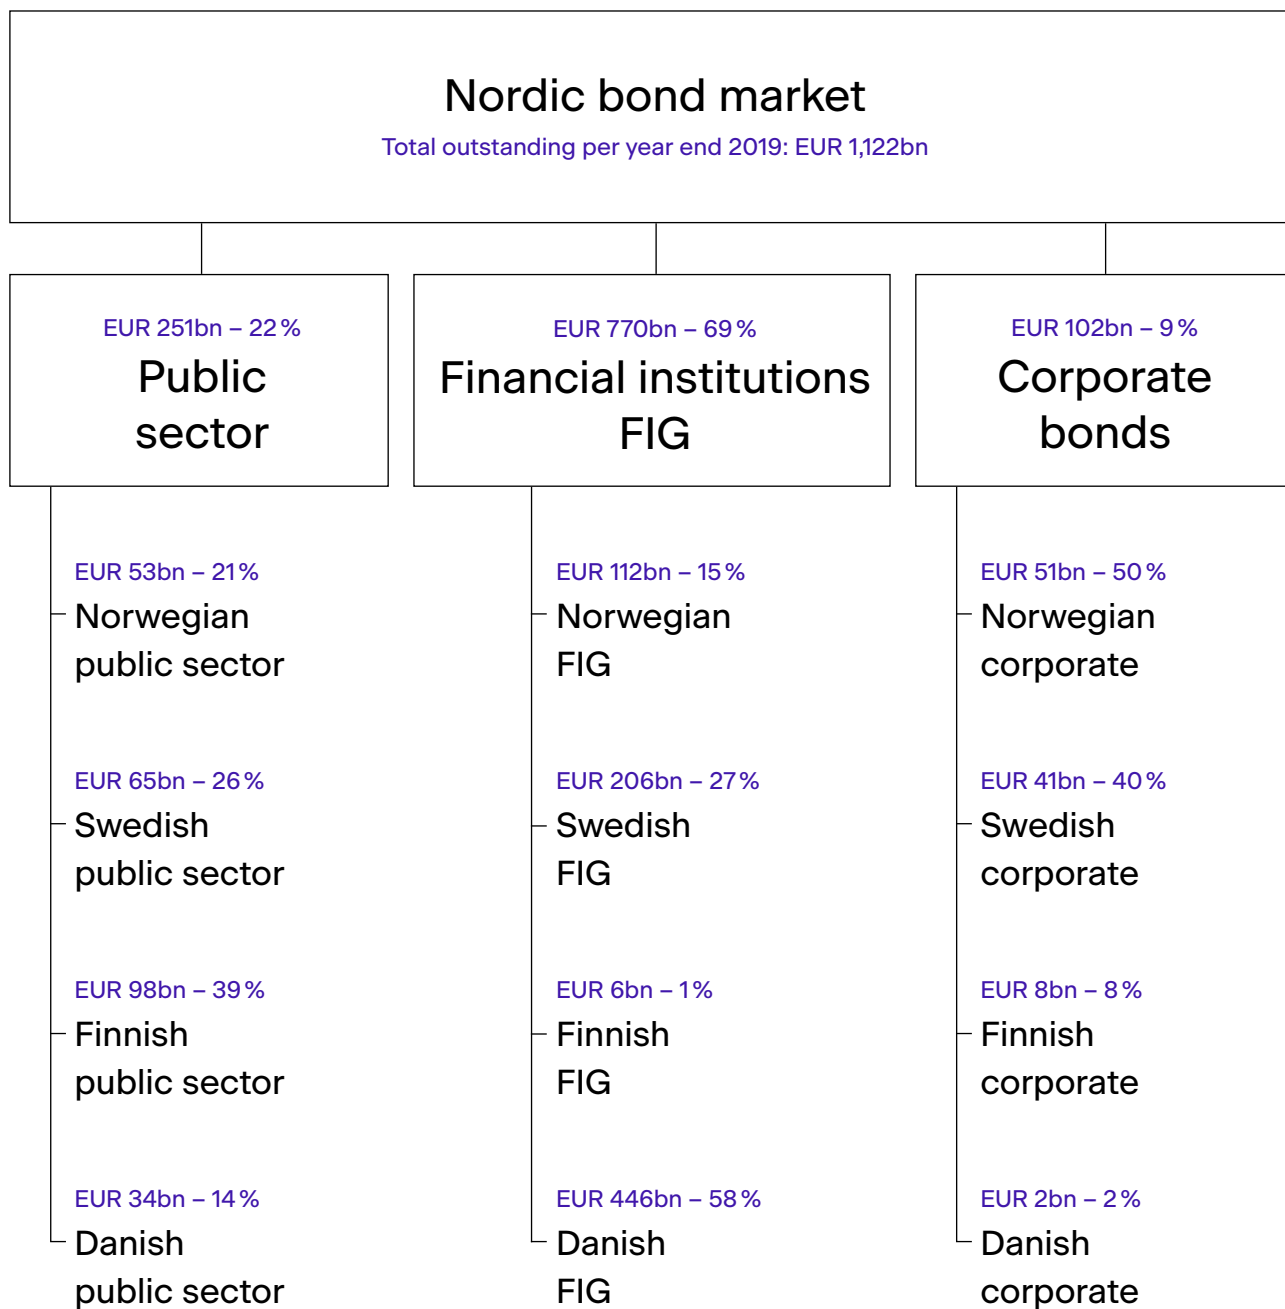 Nordic bond market
Total outstanding per year end 2019: EUR 1,122bn
EUR 251bn – 22 %
Public
sector
EUR 53bn – 21 %
Norwegian
public sector
EUR 65bn – 26 %
Swedish
public sector
EUR 98bn – 39 %
Finnish
public sector
EUR 34bn – 14 %
Danish
public sector
EUR 770bn – 69 %
Financial institutions
FIG
EUR 112bn – 15 %
Norwegian
FIG
EUR 206bn – 27 %
Swedish
FIG
EUR 6bn – 1 %
Finnish
FIG
EUR 446bn – 58 %
Danish
FIG
EUR 102bn – 9 %
Corporate
bonds
EUR 51bn – 50 %
Norwegian
corporate
EUR 41bn – 40 %
Swedish
corporate
EUR 8bn – 8 %
Finnish
corporate
EUR 2bn – 2 %
Danish
corporate